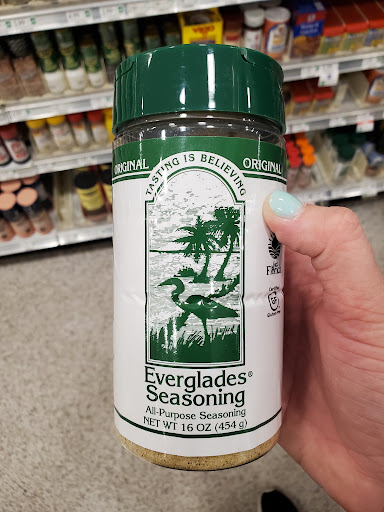 ORIGINAL
TASTING IS BELIEVING
ORIGINAL
Everglades®
Seasoning
All-Purpose Seasoning
NET WT 16 OZ (454 g)